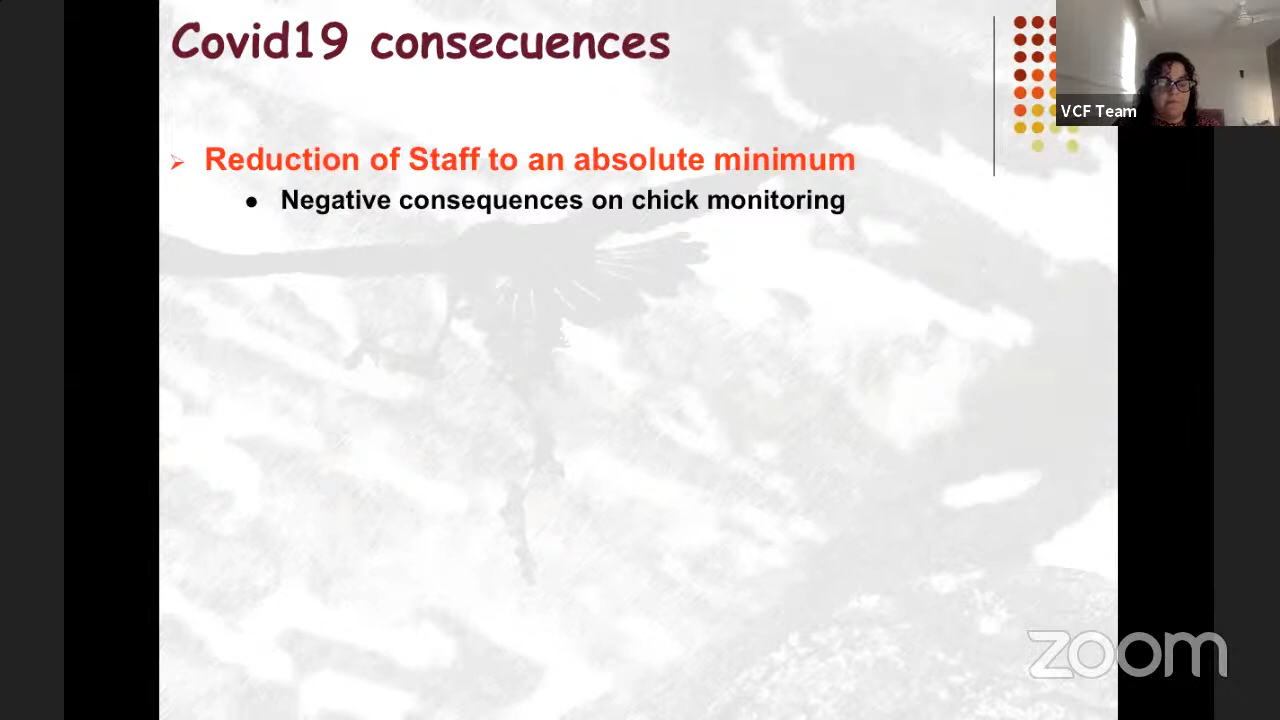 Covid19 consecuences
VCF Team
Reduction of Staff to an absolute minimum
Negative consequences on chick monitoring
zoom